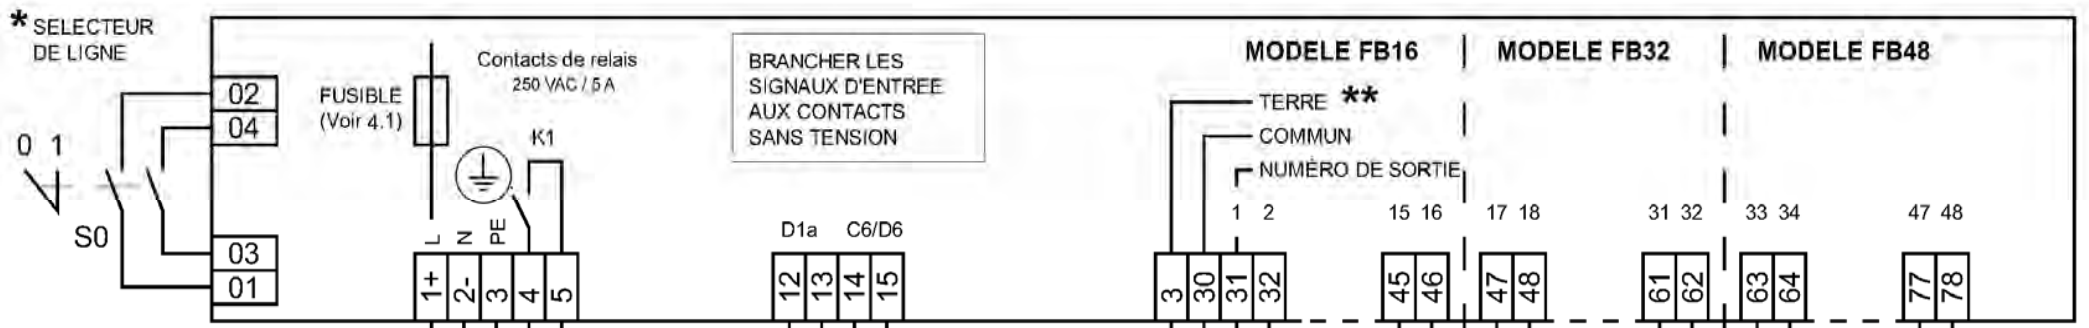 * SELECTEUR
DE LIGNE
02
04
0 1
S0
03
01
FUSIBLE
(Voir 4.1)
Contacts de relais
250 VAC / 5 A
K1
L N PE
1+ 2- 3 4 5
BRANCHER LES
SIGNAUX D'ENTREE
AUX CONTACTS
SANS TENSION
D1a C6/D6
12 13 14 15
MODELE FB16 MODELE FB32 MODELE FB48
TERRE **
COMMUN
NUMÉRO DE SORTIE
1 2 15 16 17 18 31 32 33 34 47 48
3 30 31 32 45 46 47 48 61 62 63 64 77 78